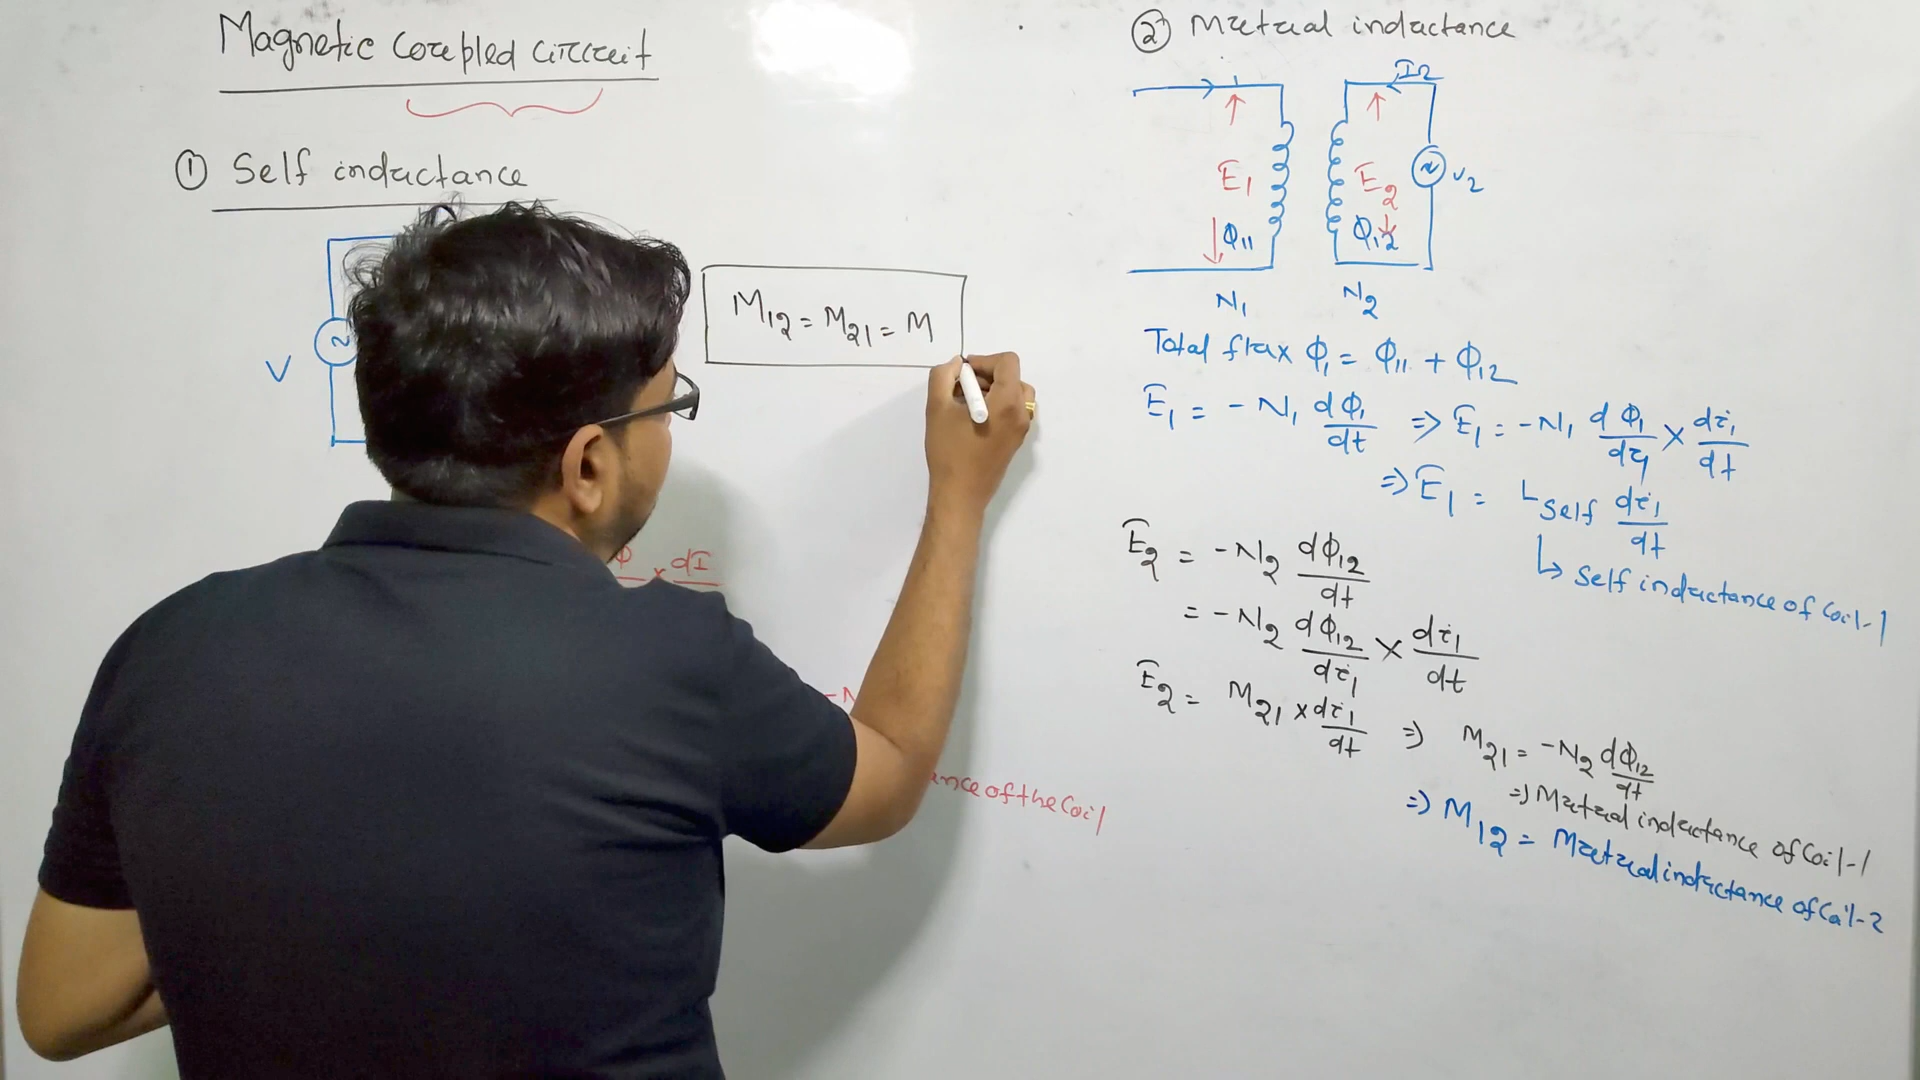 Magnetic Coupled Circuit
① Self inductance
V
M₁₂ = M₂₁ = M
φ × dI
- N
ance of the Coil
② Mutual inductance
I₂
E₁ E₂ V₂
φ₁₁ φ₁₂
N₁ N₂
Total flux φ₁ = φ₁₁ + φ₁₂
E₁ = - N₁ dφ₁/dt ⇒ E₁ = - N₁ dφ₁/di₁ × di₁/dt
⇒ E₁ = L self di₁/dt
↳ Self inductance of Coil-1
E₂ = - N₂ dφ₁₂/dt
= - N₂ dφ₁₂/di₁ × di₁/dt
E₂ = M₂₁ × di₁/dt ⇒ M₂₁ = - N₂ dφ₁₂/dt
⇒ Mutual inductance of Coil-1
⇒ M₁₂ = Mutual inductance of Coil-2